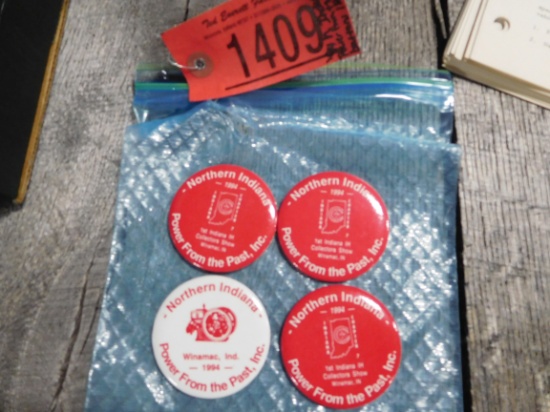 Ted Everett
1409
- Northern Indiana -
- 1994 -
1st Indiana IH
Collectors Show
Winamac, IN
Power From the Past, Inc.
- Northern Indiana -
- 1994 -
1st Indiana IH
Collectors Show
Winamac, IN
Power From the Past, Inc.
- Northern Indiana -
Winamac, Ind.
- 1994 -
Power From the Past, Inc.
- Northern Indiana -
- 1994 -
1st Indiana IH
Collectors Show
Winamac, IN
Power From the Past, Inc.